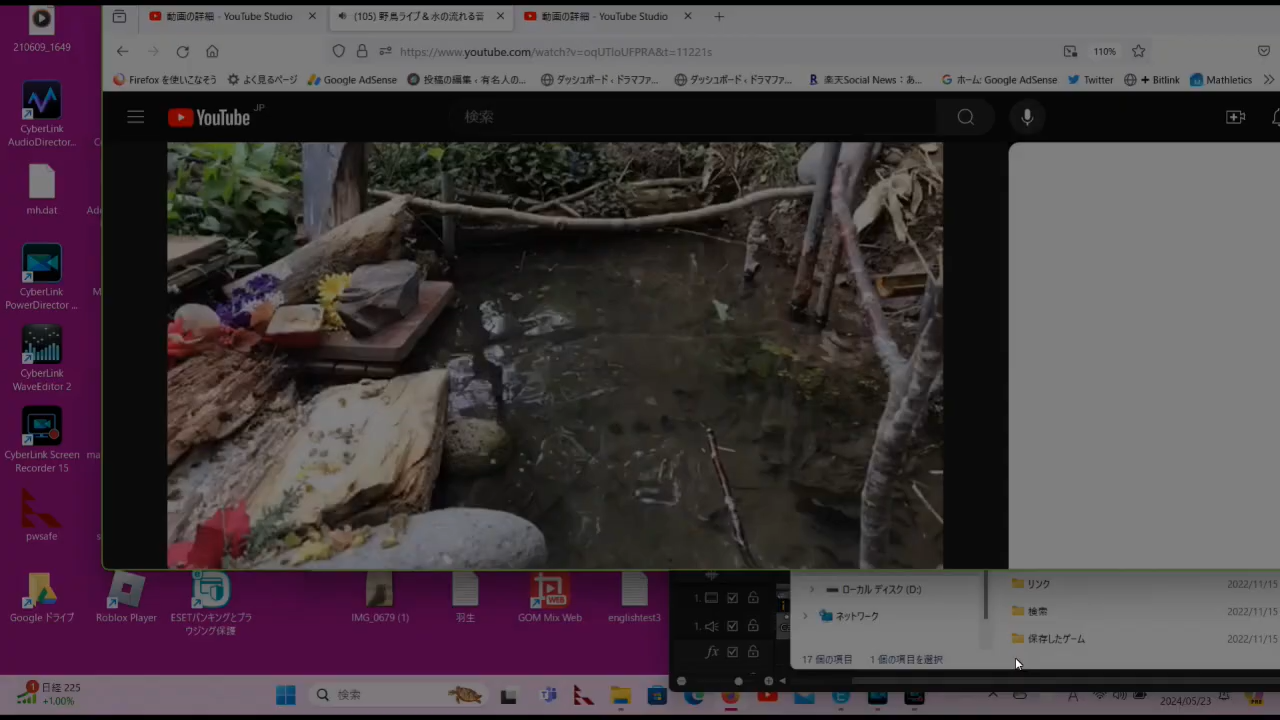 動画の詳細 - YouTube Studio
(105) 野鳥ライブ & 水の流れる音
動画の詳細 - YouTube Studio
https://www.youtube.com/watch?v=oqUTloUFPRA&t=11221s
110%
Firefox を使いこなそう
よく見るページ
Google AdSense
投稿の編集 ‹ 有名人の...
ダッシュボード ‹ ドラマファ...
ダッシュボード ‹ ドラマファ...
楽天Social News : あ...
ホーム: Google AdSense
Twitter
+ Bitlink
Mathletics
YouTube
JP
検索
210609_1649
CyberLink
AudioDirector...
mh.dat
CyberLink
PowerDirector ...
CyberLink
WaveEditor 2
CyberLink Screen
Recorder 15
pwsafe
Google ドライブ
Roblox Player
ESETバンキングとブ
ラウジング保護
IMG_0679 (1)
羽生
GOM Mix Web
englishtest3
1.
1.
fx
ローカル ディスク (D:)
ネットワーク
17 個の項目
1 個の項目を選択
リンク
2022/11/15
検索
2022/11/15
保存したゲーム
2022/11/15
日経 225
+1.00%
検索
2024/05/23